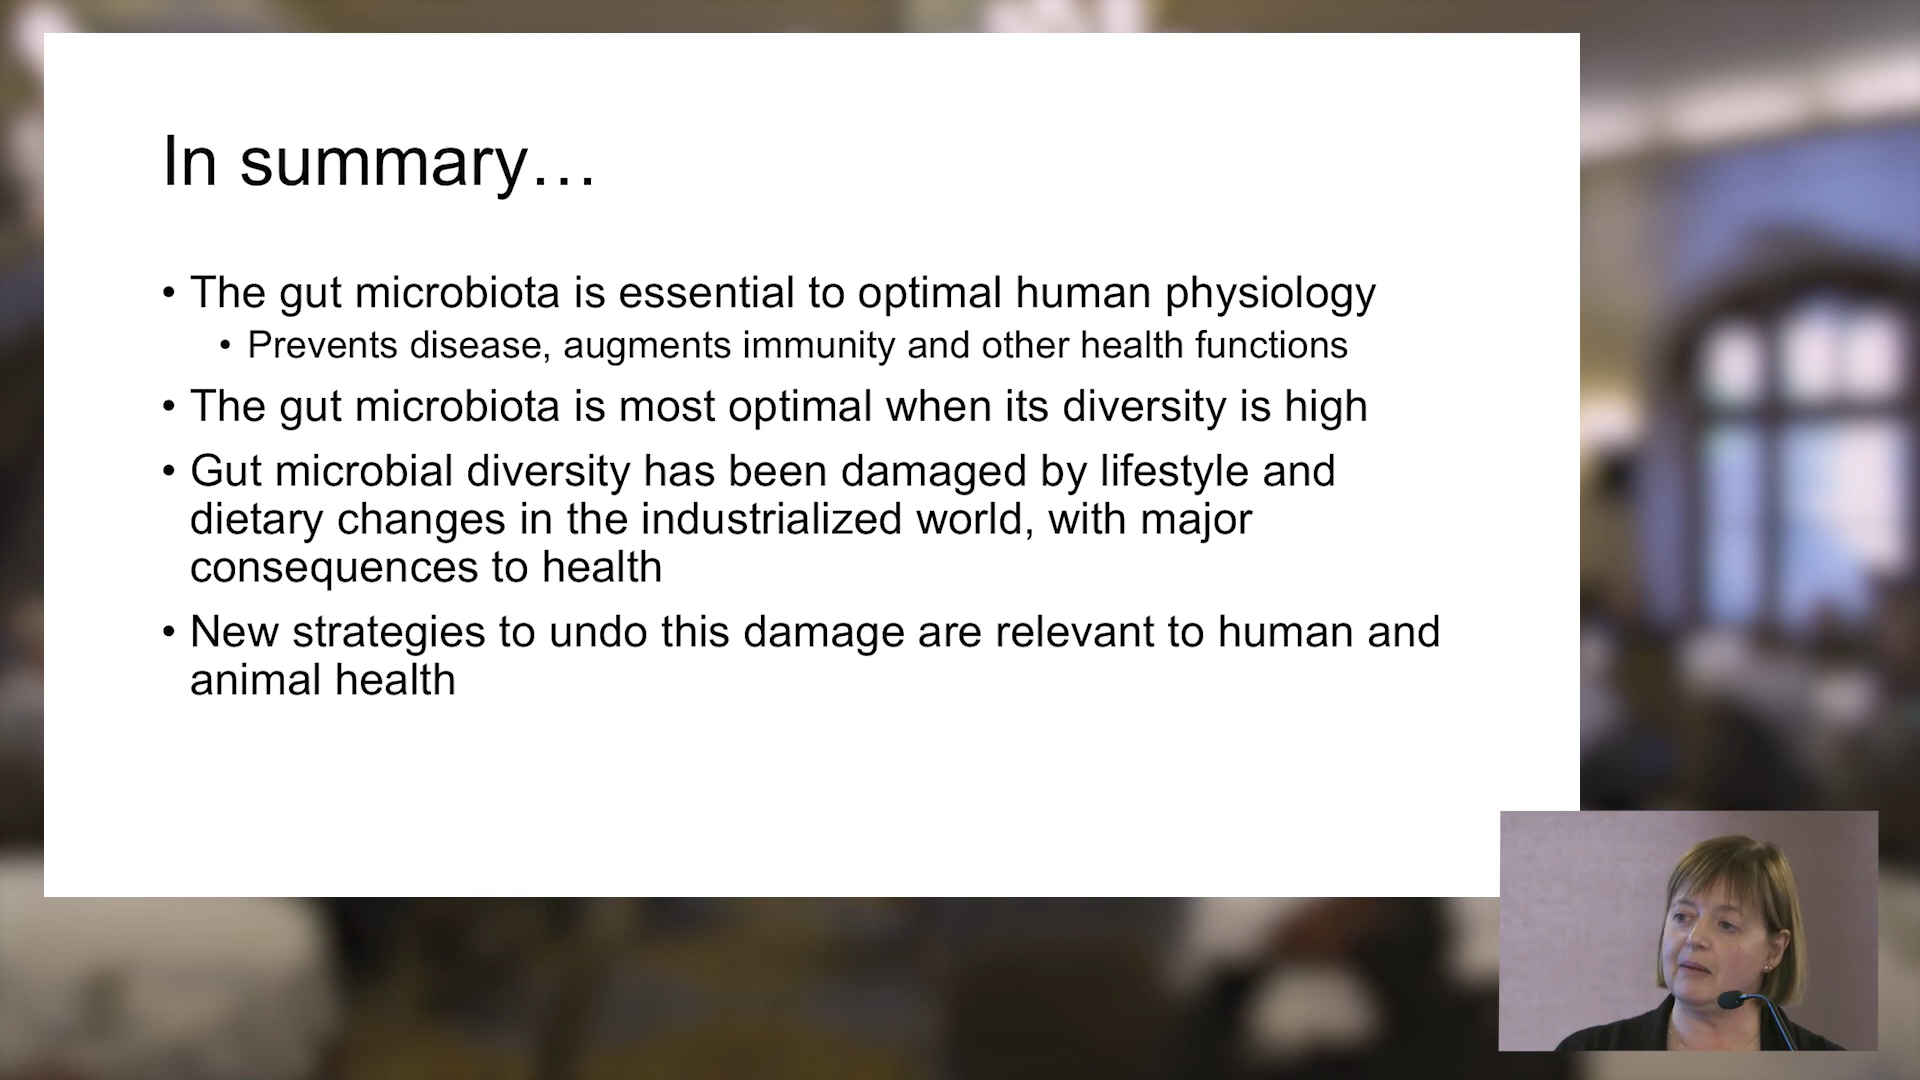 In summary…
• The gut microbiota is essential to optimal human physiology
• Prevents disease, augments immunity and other health functions
• The gut microbiota is most optimal when its diversity is high
• Gut microbial diversity has been damaged by lifestyle and
dietary changes in the industrialized world, with major
consequences to health
• New strategies to undo this damage are relevant to human and
animal health